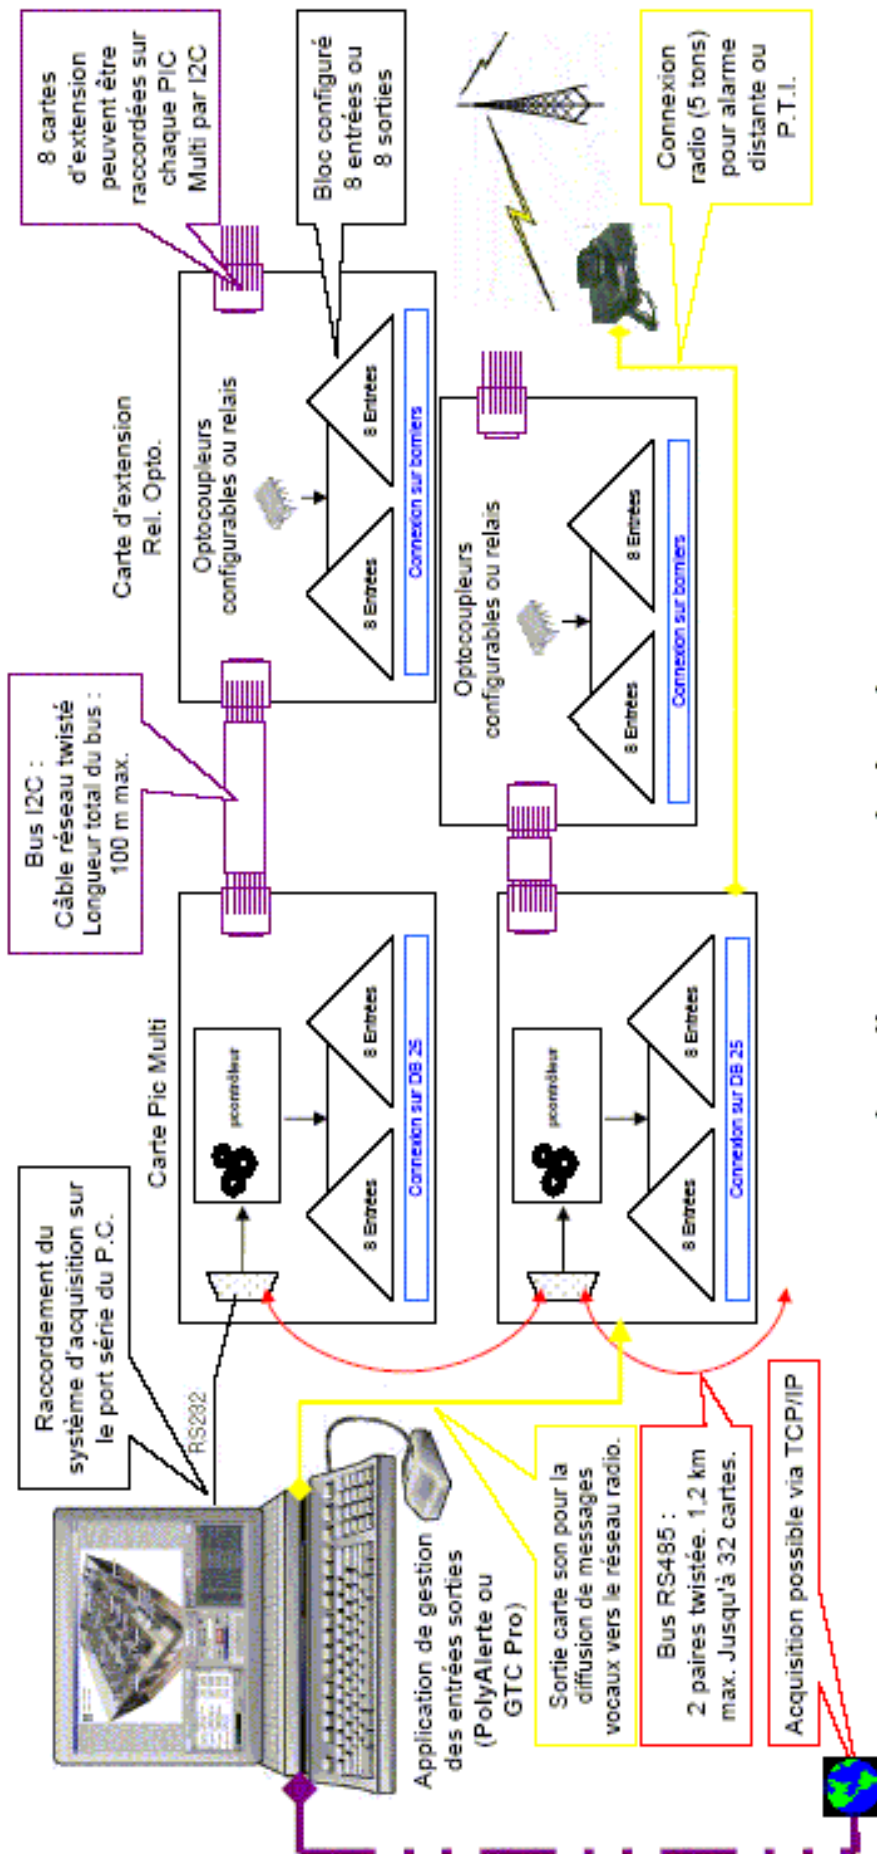 Raccordement du
système d'acquisition sur
le port série du P.C.
Bus I2C :
Câble réseau twisté
Longueur total du bus :
100 m max.
8 cartes
d'extension
peuvent être
raccordées sur
chaque PIC
Multi par I2C
Carte Pic Multi
Carte d'extension
Rel. Opto.
Bloc configuré
8 entrées ou
8 sorties
RS232
µcontrôleur
8 Entrées
8 Entrées
Connexion sur DB 25
Optocoupleurs
configurables ou relais
8 Entrées
8 Entrées
Connexion sur borniers
Application de gestion
des entrées sorties
(PolyAlerte ou
GTC Pro)
µcontrôleur
8 Entrées
8 Entrées
Connexion sur DB 25
Optocoupleurs
configurables ou relais
8 Entrées
8 Entrées
Connexion sur borniers
Sortie carte son pour la
diffusion de messages
vocaux vers le réseau radio.
Bus RS485 :
2 paires twistée. 1,2 km
max. Jusqu'à 32 cartes.
Acquisition possible via TCP/IP
Connexion
radio (5 tons)
pour alarme
distante ou
P.T.I.